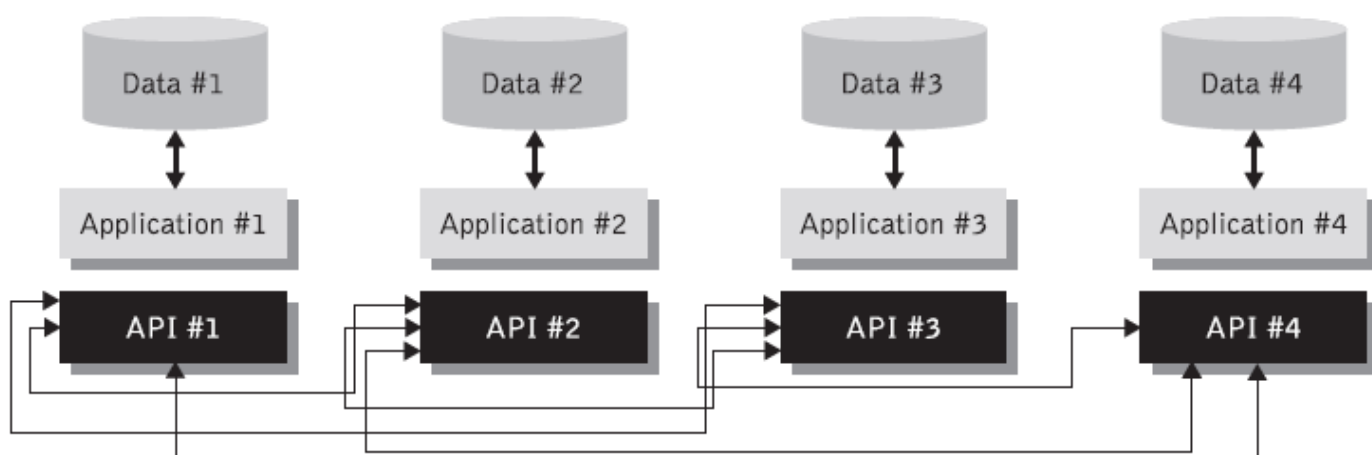 Data #1
Data #2
Data #3
Data #4
Application #1
Application #2
Application #3
Application #4
API #1
API #2
API #3
API #4